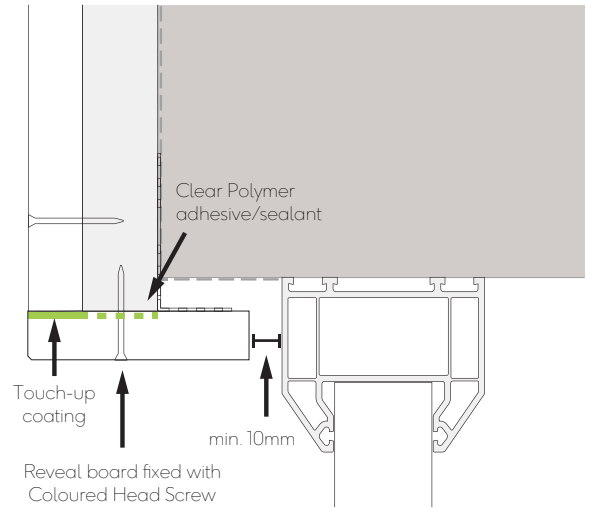 Clear Polymer
adhesive/sealant
Touch-up
coating
min. 10mm
Reveal board fixed with
Coloured Head Screw